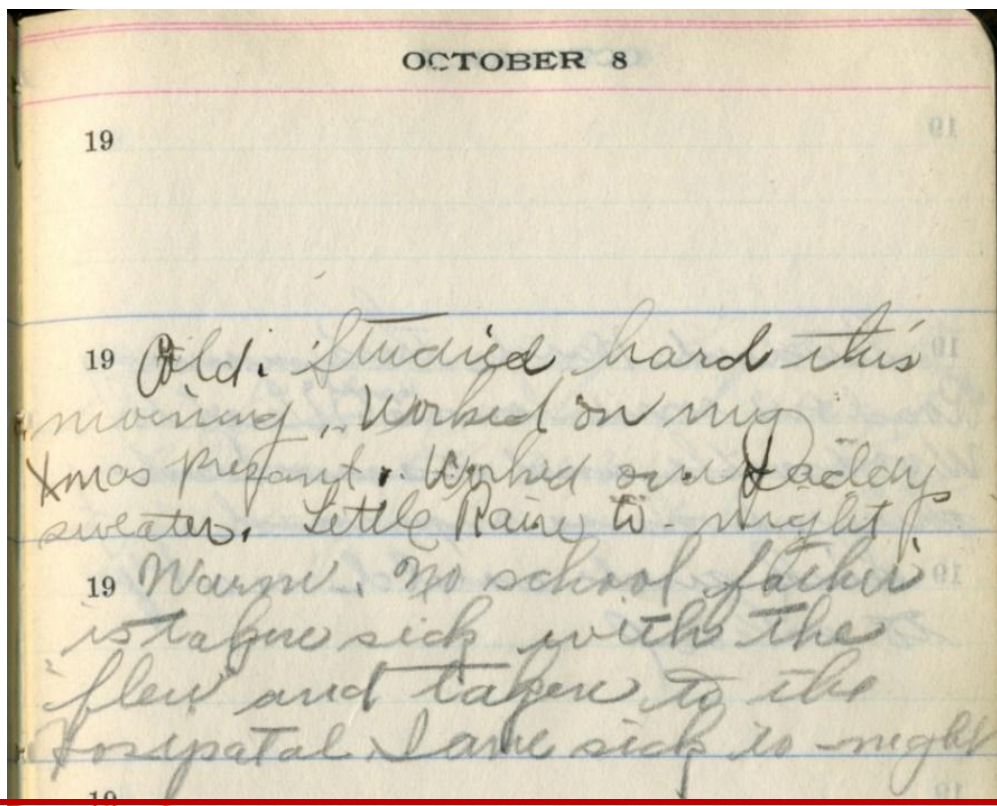 OCTOBER 8
19
19 Cold. Studied hard this
morning. Worked on my
Xmas Present. Worked on Daddy
sweater. Little Rain to-night
19 Warm. No school father
is taken sick with the
flew and taken to the
Hosipatal I am sick to-night
19